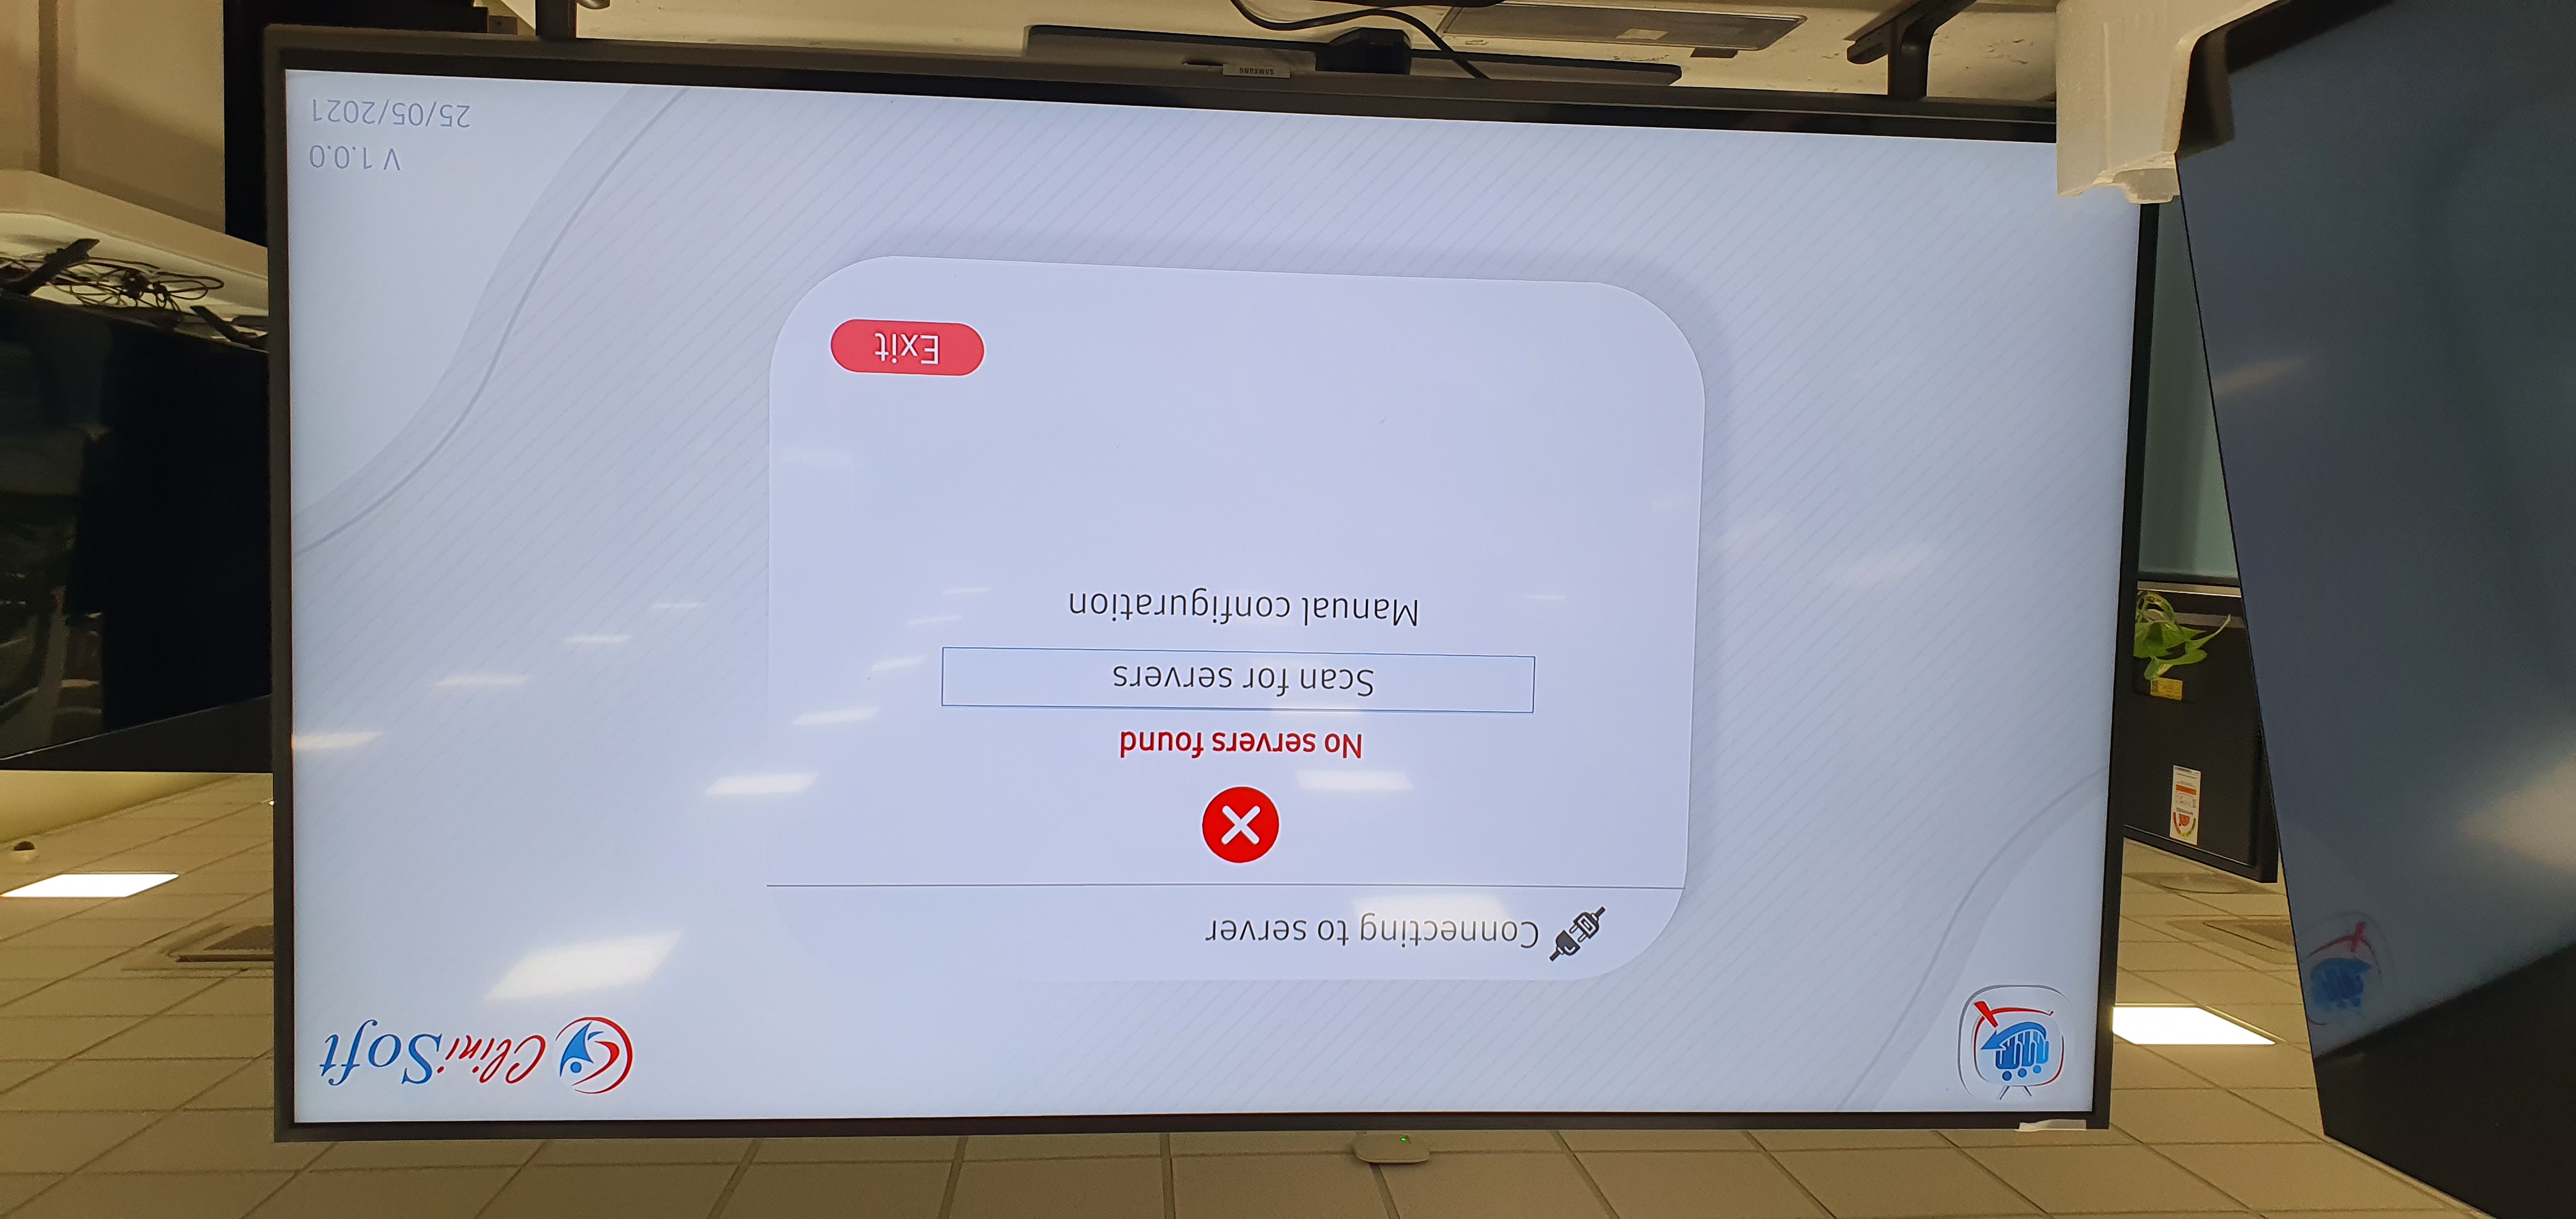 CliniSoft
Connecting to server
No servers found
Scan for servers
Manual configuration
Exit
V 1.0.0
25/05/2021
SAMSUNG